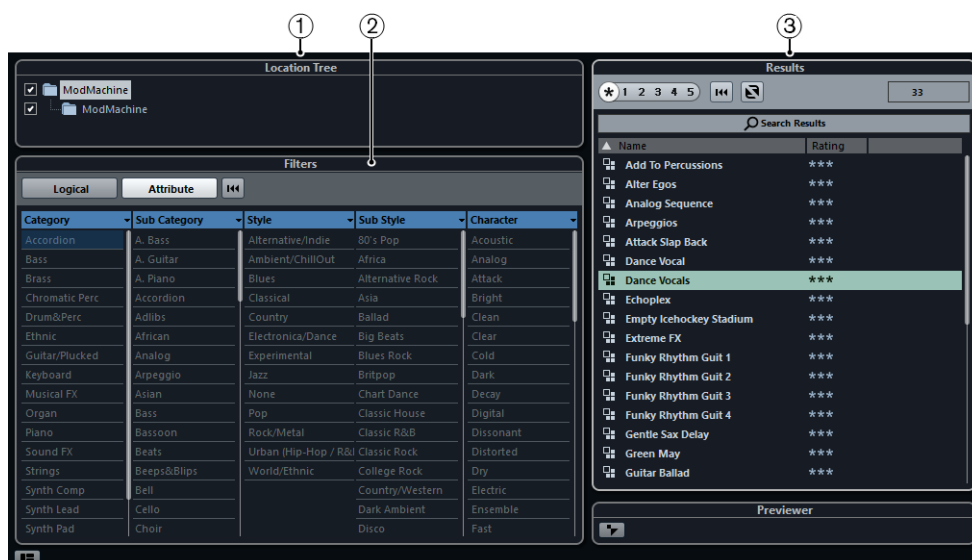 1
2
3
Location Tree
ModMachine
ModMachine
Filters
Logical Attribute
Category Sub Category Style Sub Style Character
Accordion A. Bass Alternative/Indie 80's Pop Acoustic
Bass A. Guitar Ambient/ChillOut Africa Analog
Brass A. Piano Blues Alternative Rock Attack
Chromatic Perc Accordion Classical Asia Bright
Drum&Perc Adlibs Country Ballad Clean
Ethnic African Electronica/Dance Big Beats Clear
Guitar/Plucked Analog Experimental Blues Rock Cold
Keyboard Arpeggio Jazz Britpop Dark
Musical FX Asian None Chart Dance Decay
Organ Bass Pop Classic House Digital
Piano Bassoon Rock/Metal Classic R&B Dissonant
Sound FX Beats Urban (Hip-Hop / R&I Classic Rock Distorted
Strings Beeps&Blips World/Ethnic College Rock Dry
Synth Comp Bell Country/Western Electric
Synth Lead Cello Dark Ambient Ensemble
Synth Pad Choir Disco Fast
Results
* 1 2 3 4 5 33
Search Results
Name Rating
Add To Percussions ***
Alter Egos ***
Analog Sequence ***
Arpeggios ***
Attack Slap Back ***
Dance Vocal ***
Dance Vocals ***
Echoplex ***
Empty Icehockey Stadium ***
Extreme FX ***
Funky Rhythm Guit 1 ***
Funky Rhythm Guit 2 ***
Funky Rhythm Guit 3 ***
Funky Rhythm Guit 4 ***
Gentle Sax Delay ***
Green May ***
Guitar Ballad ***
Previewer